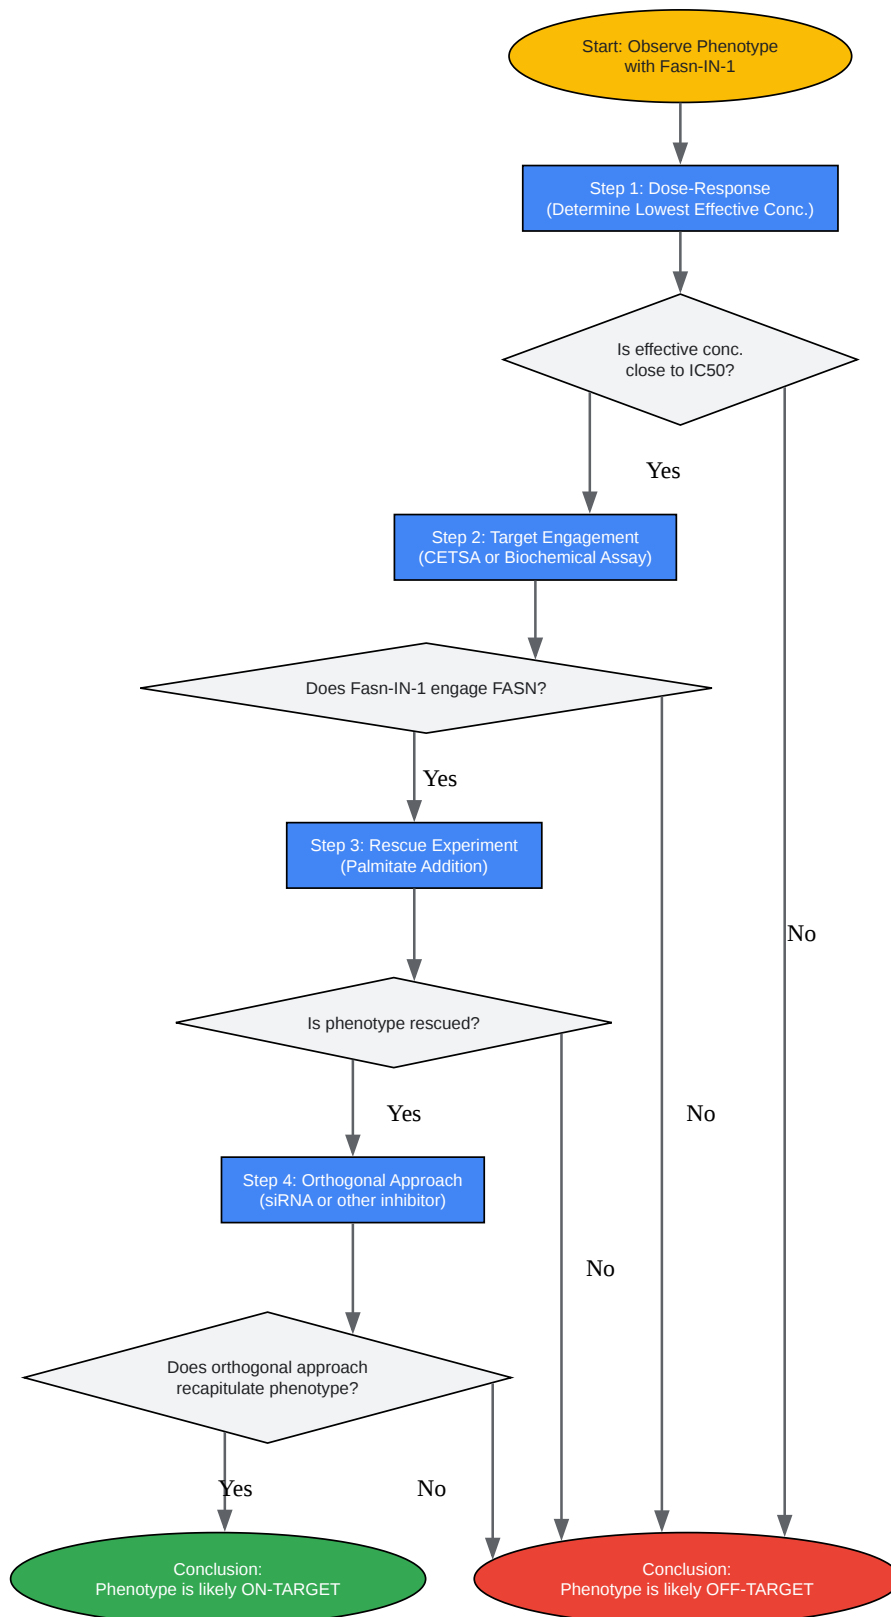 Start: Observe Phenotype
with Fasn-IN-1
Step 1: Dose-Response
(Determine Lowest Effective Conc.)
Is effective conc.
close to IC50?
Yes
Step 2: Target Engagement
(CETSA or Biochemical Assay)
Does Fasn-IN-1 engage FASN?
Yes
Step 3: Rescue Experiment
(Palmitate Addition)
No
Is phenotype rescued?
Yes
No
Step 4: Orthogonal Approach
(siRNA or other inhibitor)
No
Does orthogonal approach
recapitulate phenotype?
Yes
No
Conclusion:
Phenotype is likely ON-TARGET
Conclusion:
Phenotype is likely OFF-TARGET